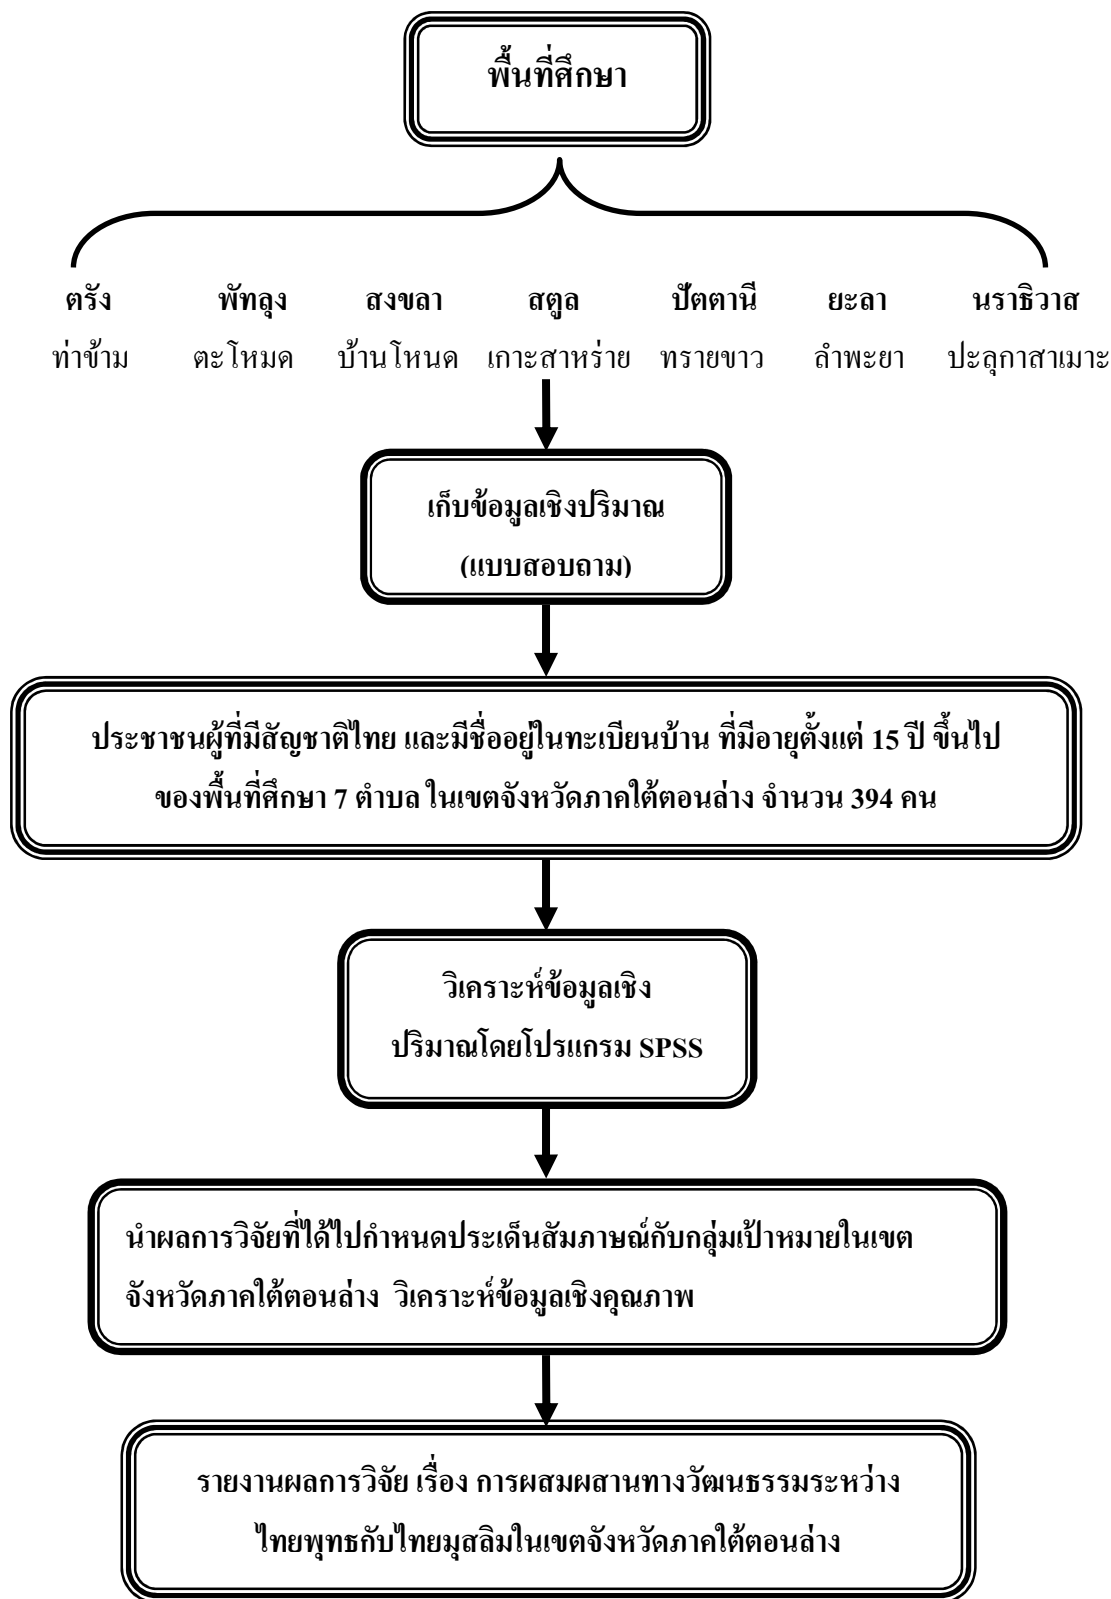 พื้นที่ศึกษา
ตรัง พัทลุง สงขลา สตูล ปัตตานี ยะลา นราธิวาส
ท่าข้าม ตะโหมด บ้านโหนด เกาะสาหร่าย ทรายขาว ลำพะยา ปะลุกาสาเมาะ
เก็บข้อมูลเชิงปริมาณ
(แบบสอบถาม)
ประชาชนผู้ที่มีสัญชาติไทย และมีชื่ออยู่ในทะเบียนบ้าน ที่มีอายุตั้งแต่ 15 ปี ขึ้นไป
ของพื้นที่ศึกษา 7 ตำบล ในเขตจังหวัดภาคใต้ตอนล่าง จำนวน 394 คน
วิเคราะห์ข้อมูลเชิง
ปริมาณโดยโปรแกรม SPSS
นำผลการวิจัยที่ได้ไปกำหนดประเด็นสัมภาษณ์กับกลุ่มเป้าหมายในเขต
จังหวัดภาคใต้ตอนล่าง วิเคราะห์ข้อมูลเชิงคุณภาพ
รายงานผลการวิจัย เรื่อง การผสมผสานทางวัฒนธรรมระหว่าง
ไทยพุทธกับไทยมุสลิมในเขตจังหวัดภาคใต้ตอนล่าง